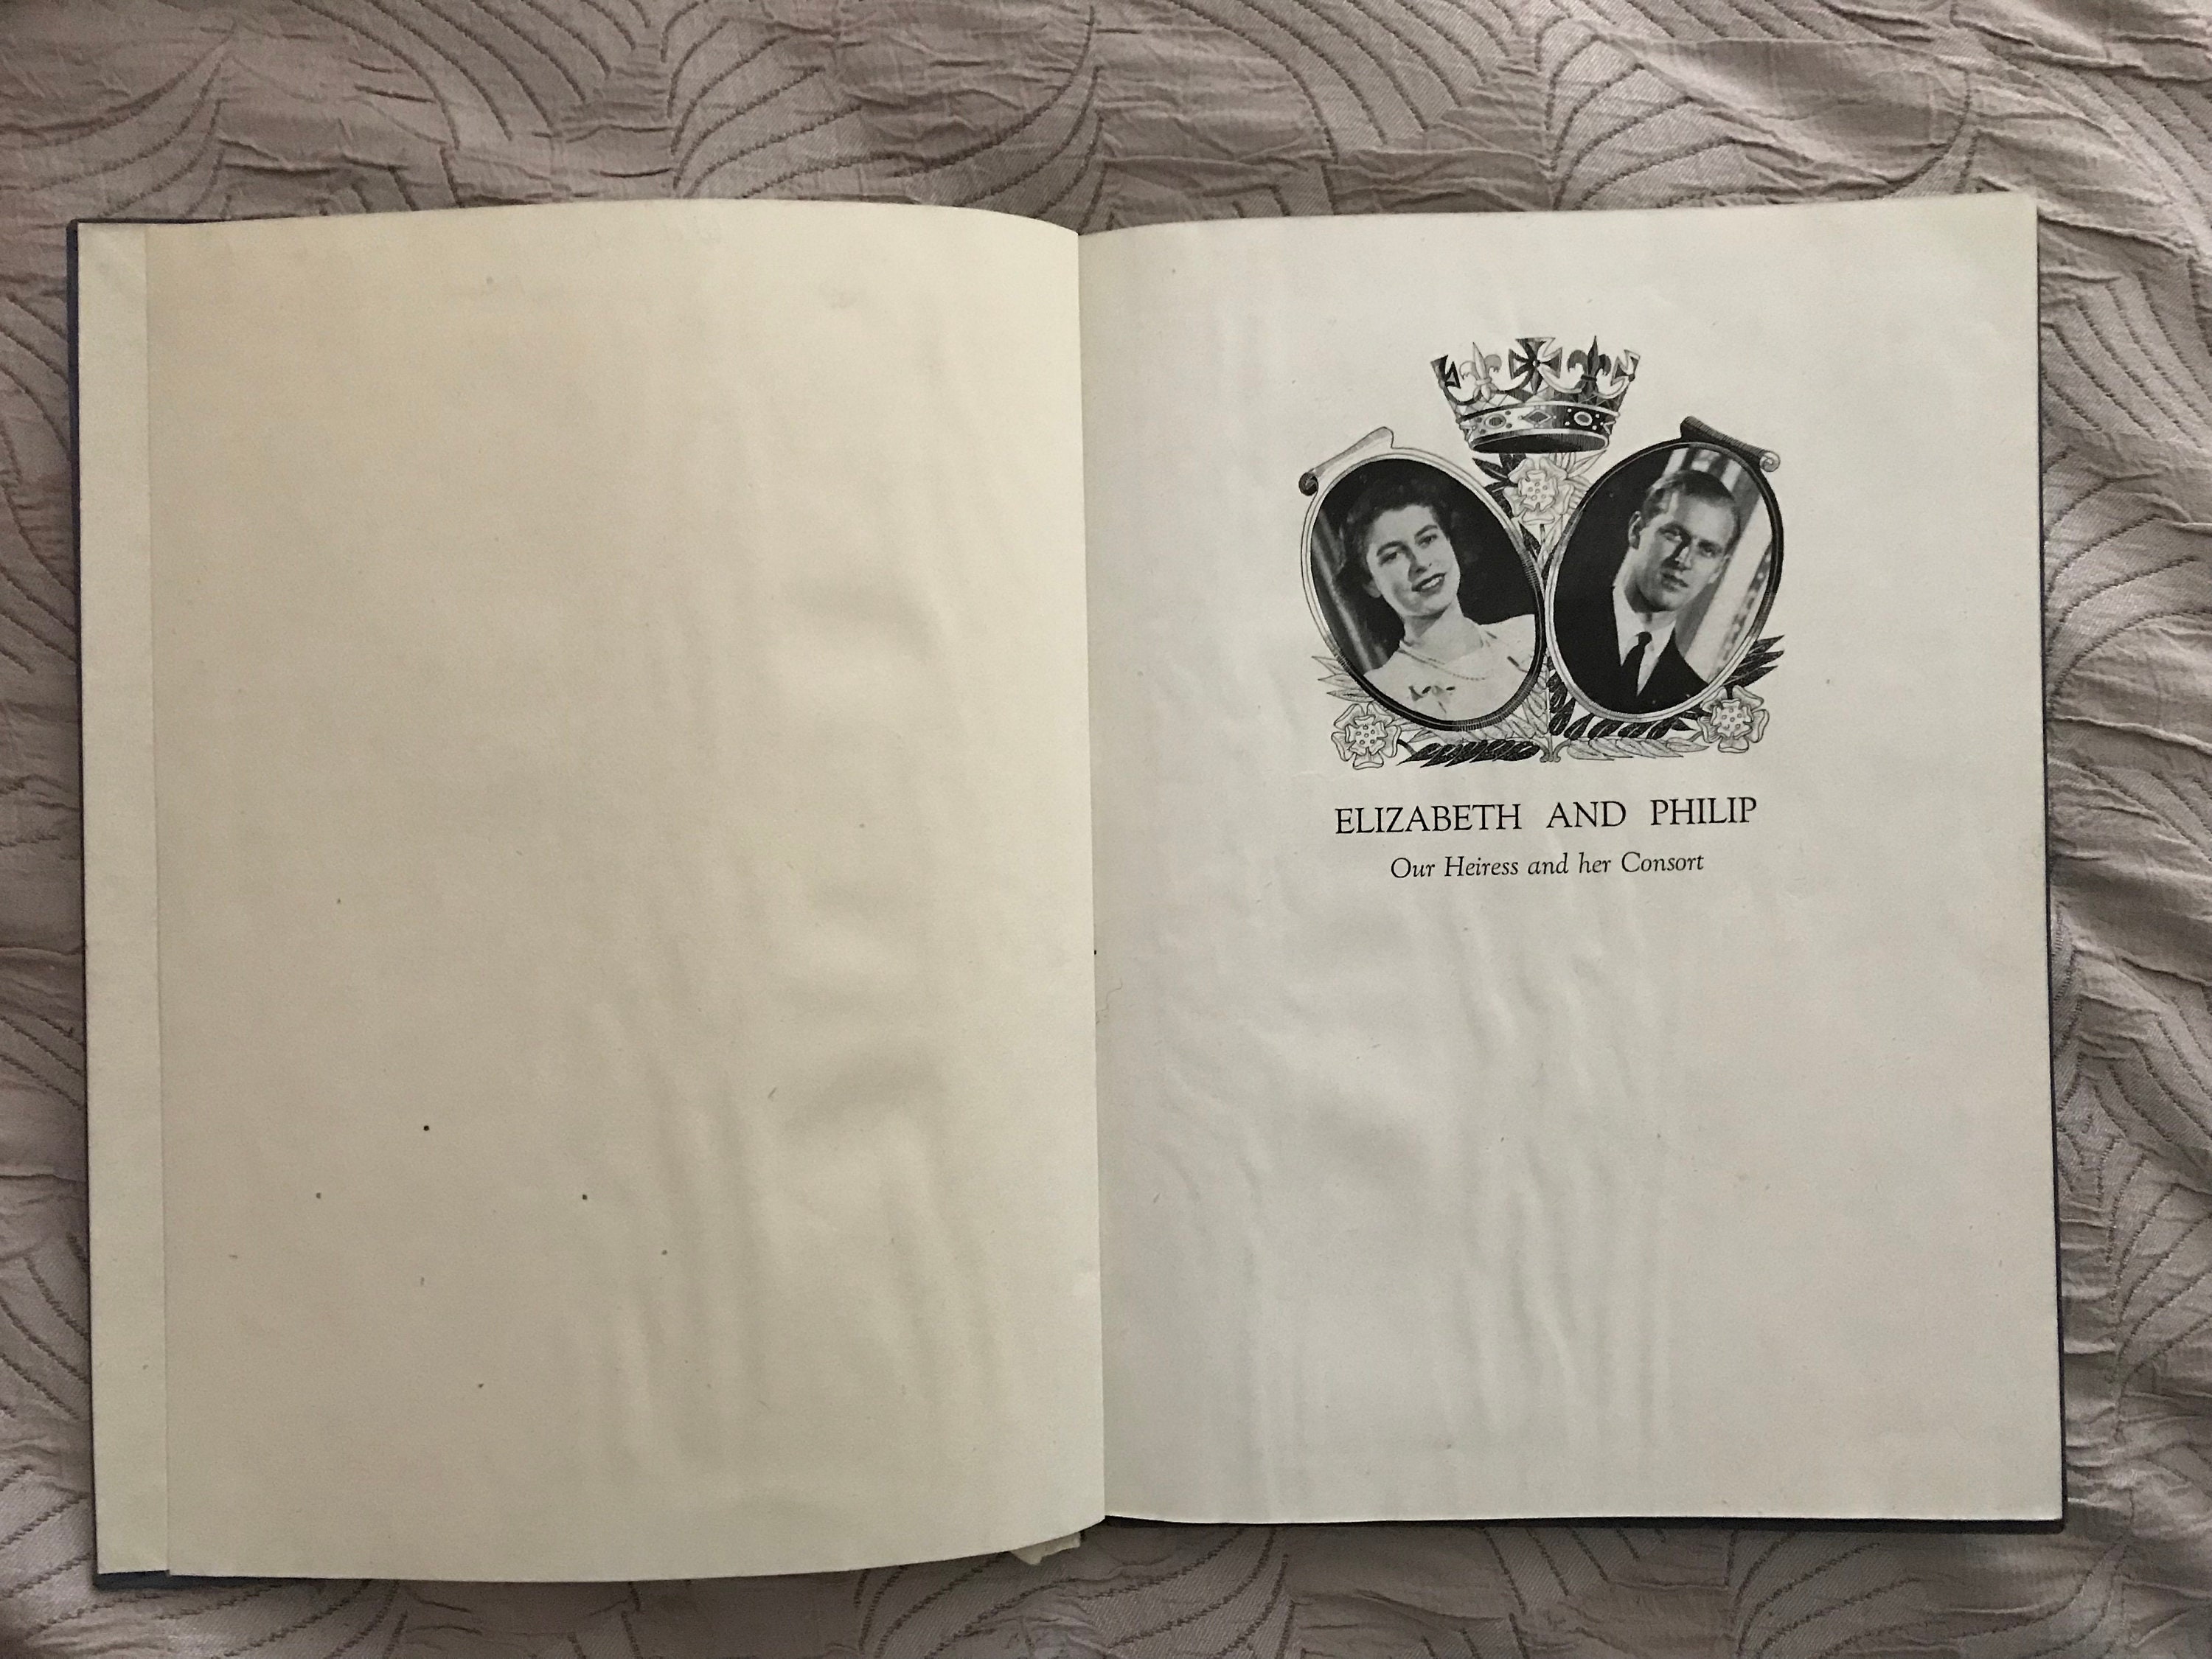 ELIZABETH AND PHILIP
Our Heiress and her Consort